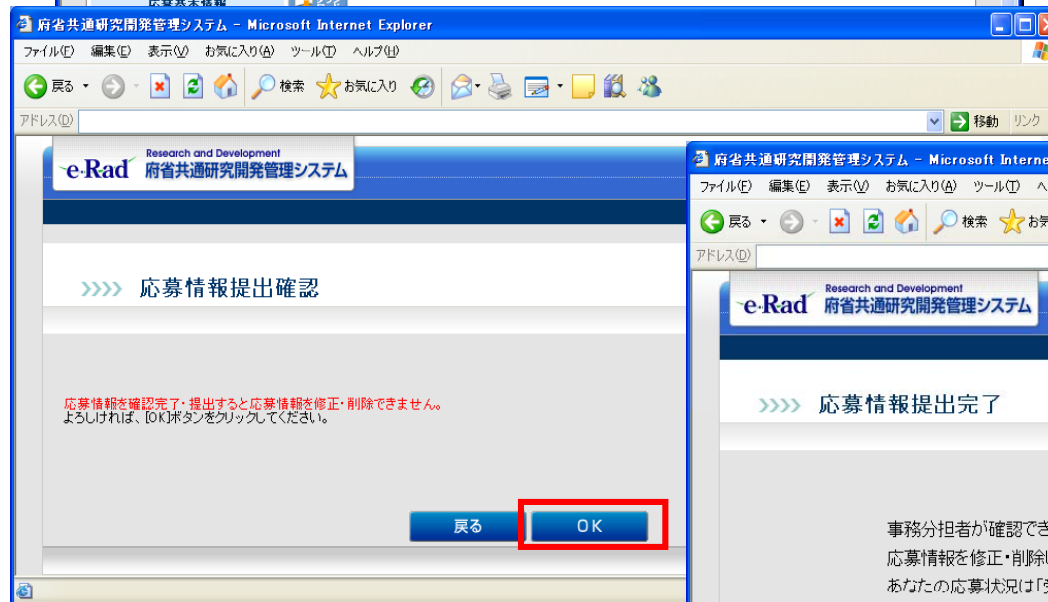 応募基本情報
府省共通研究開発管理システム - Microsoft Internet Explorer
ファイル(F) 編集(E) 表示(V) お気に入り(A) ツール(T) ヘルプ(H)
戻る 検索 お気に入り
アドレス(D) 移動 リンク
e-Rad Research and Development
府省共通研究開発管理システム
応募情報提出確認
応募情報を確認完了・提出すると応募情報を修正・削除できません。
よろしければ、[OK]ボタンをクリックしてください。
戻る OK
府省共通研究開発管理システム - Microsoft Interne
ファイル(F) 編集(E) 表示(V) お気に入り(A) ツール(T) ヘ
戻る 検索 お気
アドレス(D)
e-Rad Research and Development
府省共通研究開発管理システム
応募情報提出完了
事務分担者が確認でき
応募情報を修正・削除
あなたの応募状況は「